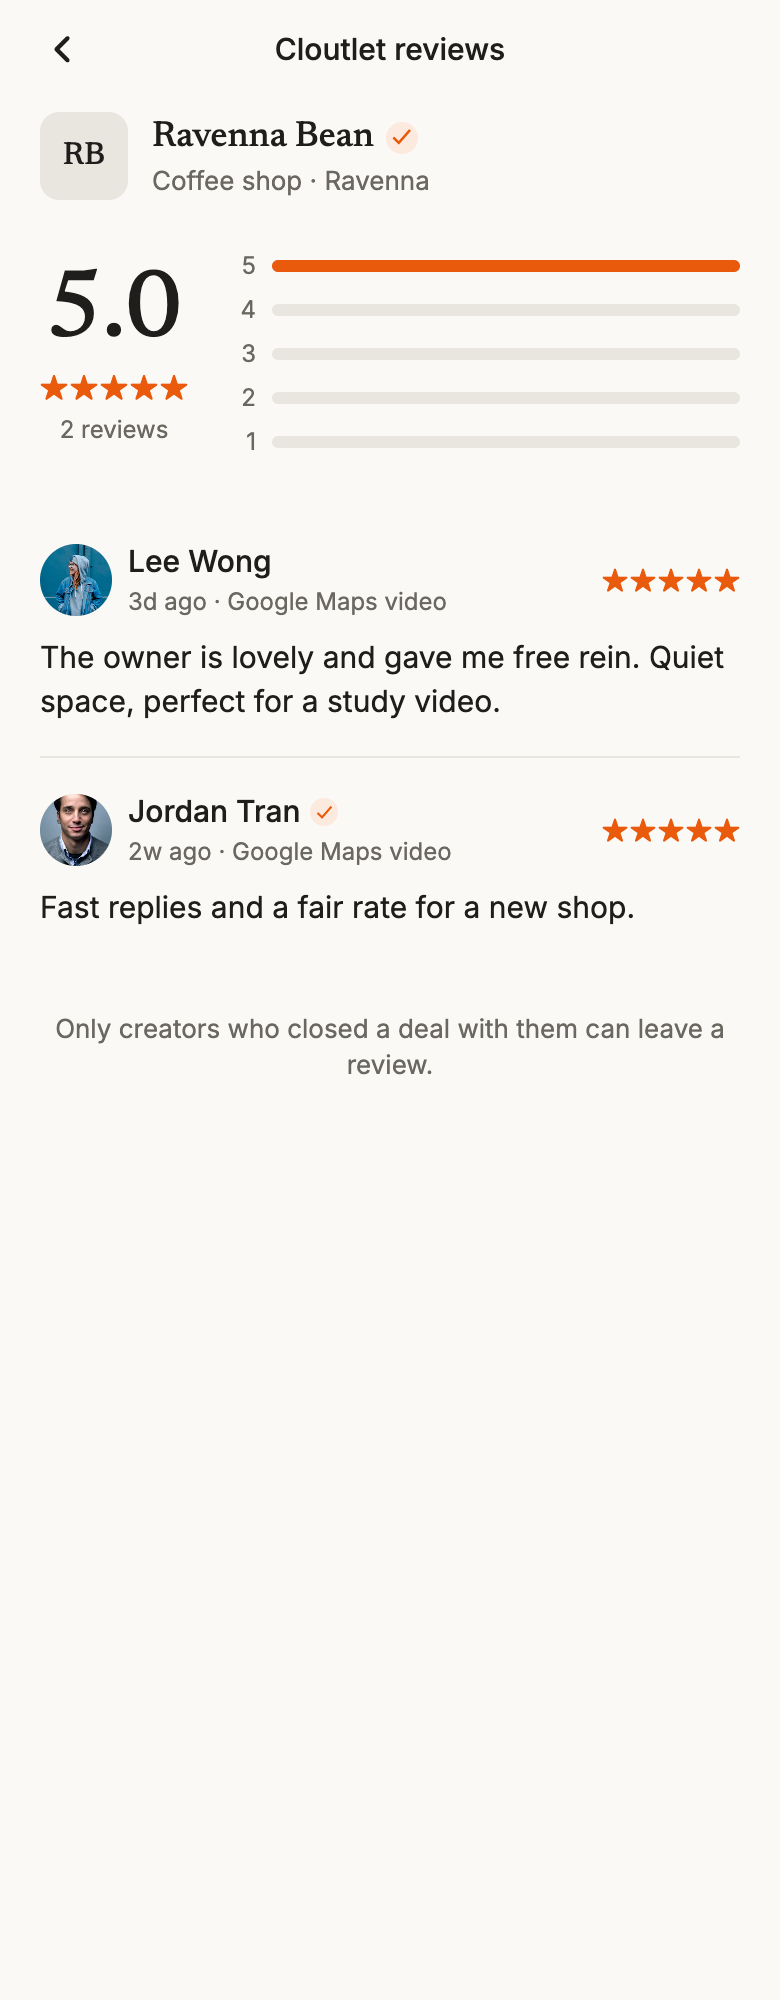 Cloutlet reviews
RB
Ravenna Bean
Coffee shop · Ravenna
5.0
2 reviews
5
4
3
2
1
Lee Wong
3d ago · Google Maps video
The owner is lovely and gave me free rein. Quiet
space, perfect for a study video.
Jordan Tran
2w ago · Google Maps video
Fast replies and a fair rate for a new shop.
Only creators who closed a deal with them can leave a
review.